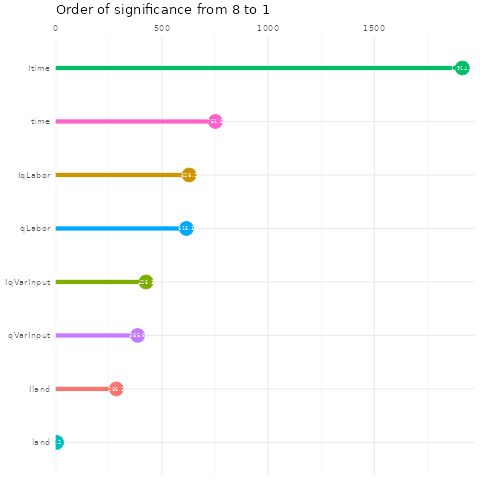 Order of significance from 8 to 1
0 500 1000 1500
ltime
time
lqLabor
qLabor
lqVarInput
qVarInput
lland
land